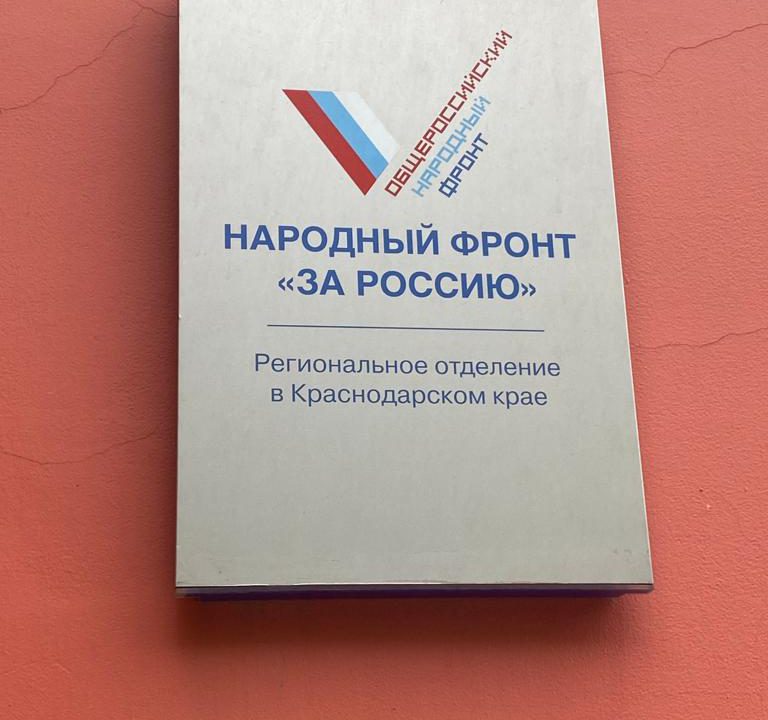 ОБЩЕРОССИЙСКИЙ
НАРОДНЫЙ
ФРОНТ
НАРОДНЫЙ ФРОНТ
«ЗА РОССИЮ»
Региональное отделение
в Краснодарском крае